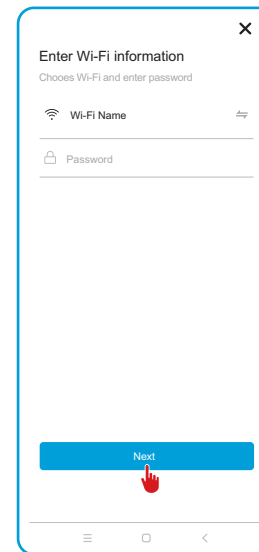 Enter Wi-Fi information
Chooes Wi-Fi and enter password
Wi-Fi Name
Password
Next